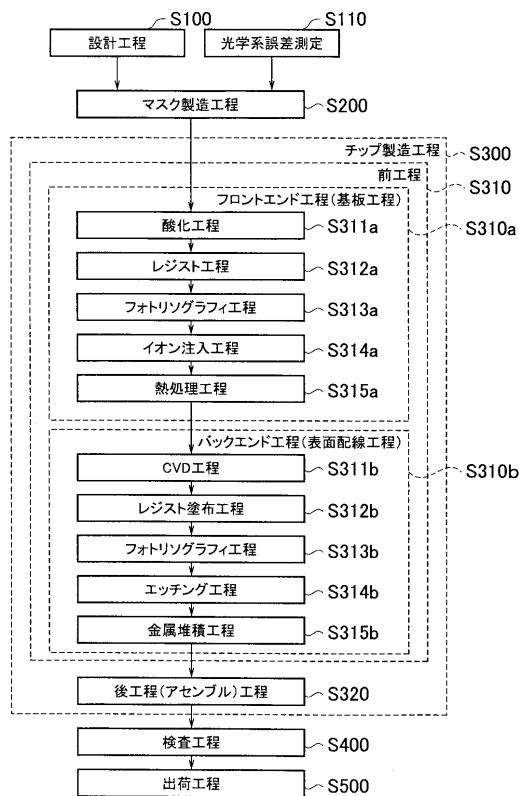 S100
S110
設計工程
光学系誤差測定
マスク製造工程
S200
チップ製造工程
S300
前工程
S310
フロントエンド工程(基板工程)
S310a
酸化工程
S311a
レジスト工程
S312a
フォトリソグラフィ工程
S313a
イオン注入工程
S314a
熱処理工程
S315a
バックエンド工程(表面配線工程)
S310b
CVD工程
S311b
レジスト塗布工程
S312b
フォトリソグラフィ工程
S313b
エッチング工程
S314b
金属堆積工程
S315b
後工程(アセンブル)工程
S320
検査工程
S400
出荷工程
S500